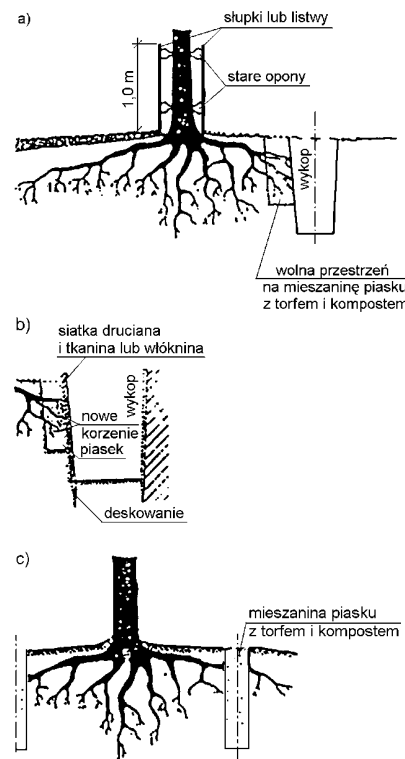 a)
słupki lub listwy
1,0 m
stare opony
wykop
wolna przestrzeń
na mieszaninę piasku
z torfem i kompostem
b)
siatka druciana
i tkanina lub włóknina
wykop
nowe
korzenie
piasek
deskowanie
c)
mieszanina piasku
z torfem i kompostem